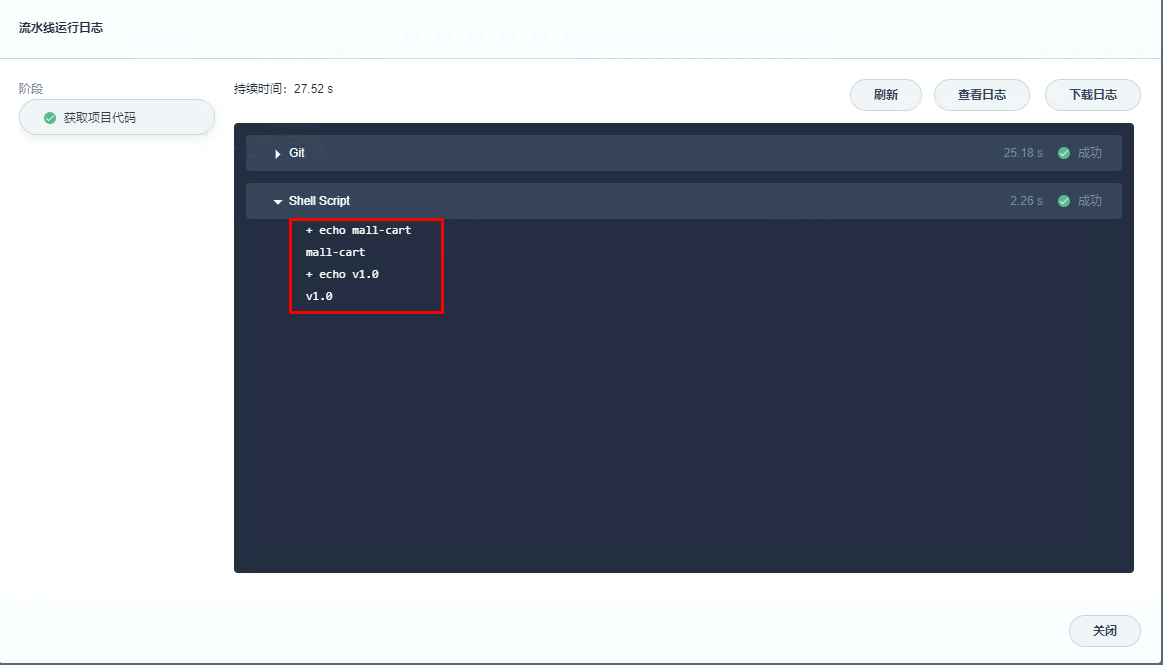 流水线运行日志
阶段
获取项目代码
持续时间：27.52 s
刷新
查看日志
下载日志
Git 25.18 s 成功
Shell Script 2.26 s 成功
+ echo mall-cart
mall-cart
+ echo v1.0
v1.0
关闭